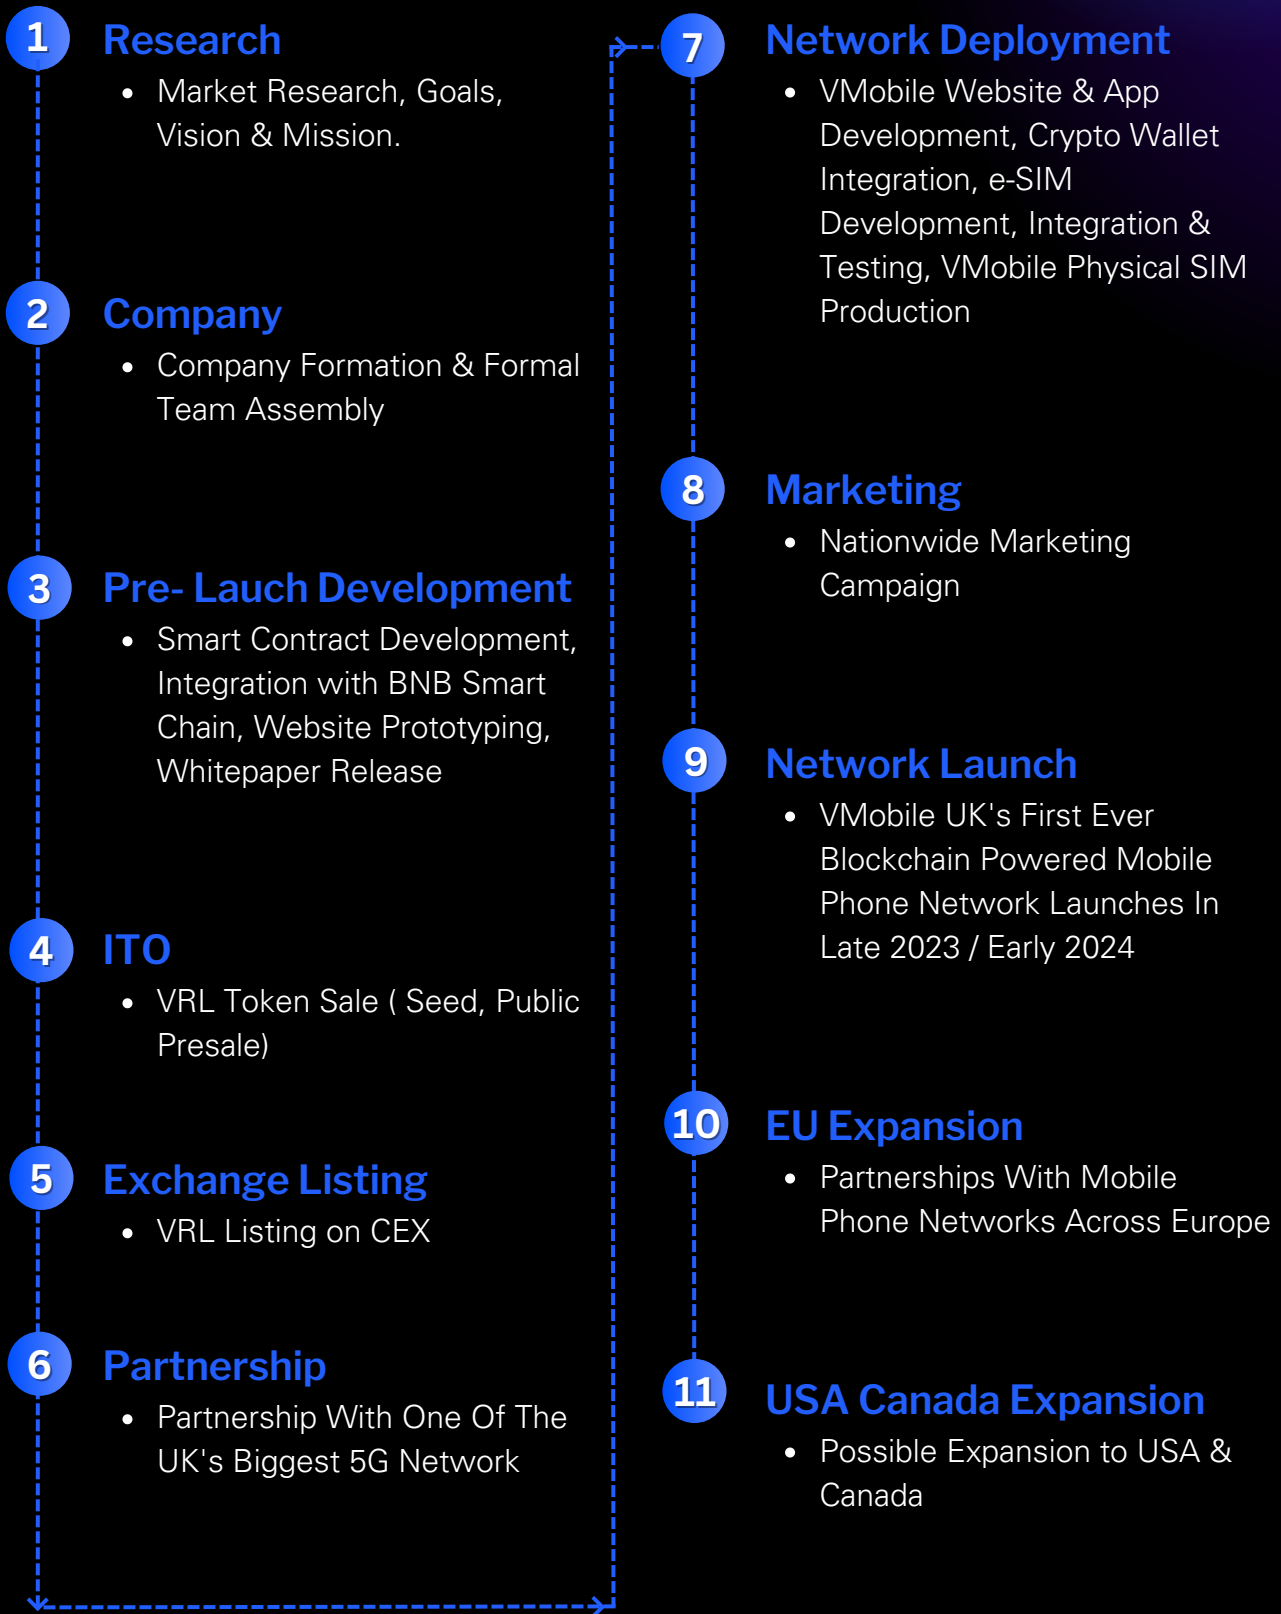 1
Research
• Market Research, Goals,
Vision & Mission.
2
Company
• Company Formation & Formal
Team Assembly
3
Pre- Lauch Development
• Smart Contract Development,
Integration with BNB Smart
Chain, Website Prototyping,
Whitepaper Release
4
ITO
• VRL Token Sale ( Seed, Public
Presale)
5
Exchange Listing
• VRL Listing on CEX
6
Partnership
• Partnership With One Of The
UK's Biggest 5G Network
7
Network Deployment
• VMobile Website & App
Development, Crypto Wallet
Integration, e-SIM
Development, Integration &
Testing, VMobile Physical SIM
Production
8
Marketing
• Nationwide Marketing
Campaign
9
Network Launch
• VMobile UK's First Ever
Blockchain Powered Mobile
Phone Network Launches In
Late 2023 / Early 2024
10
EU Expansion
• Partnerships With Mobile
Phone Networks Across Europe
11
USA Canada Expansion
• Possible Expansion to USA &
Canada